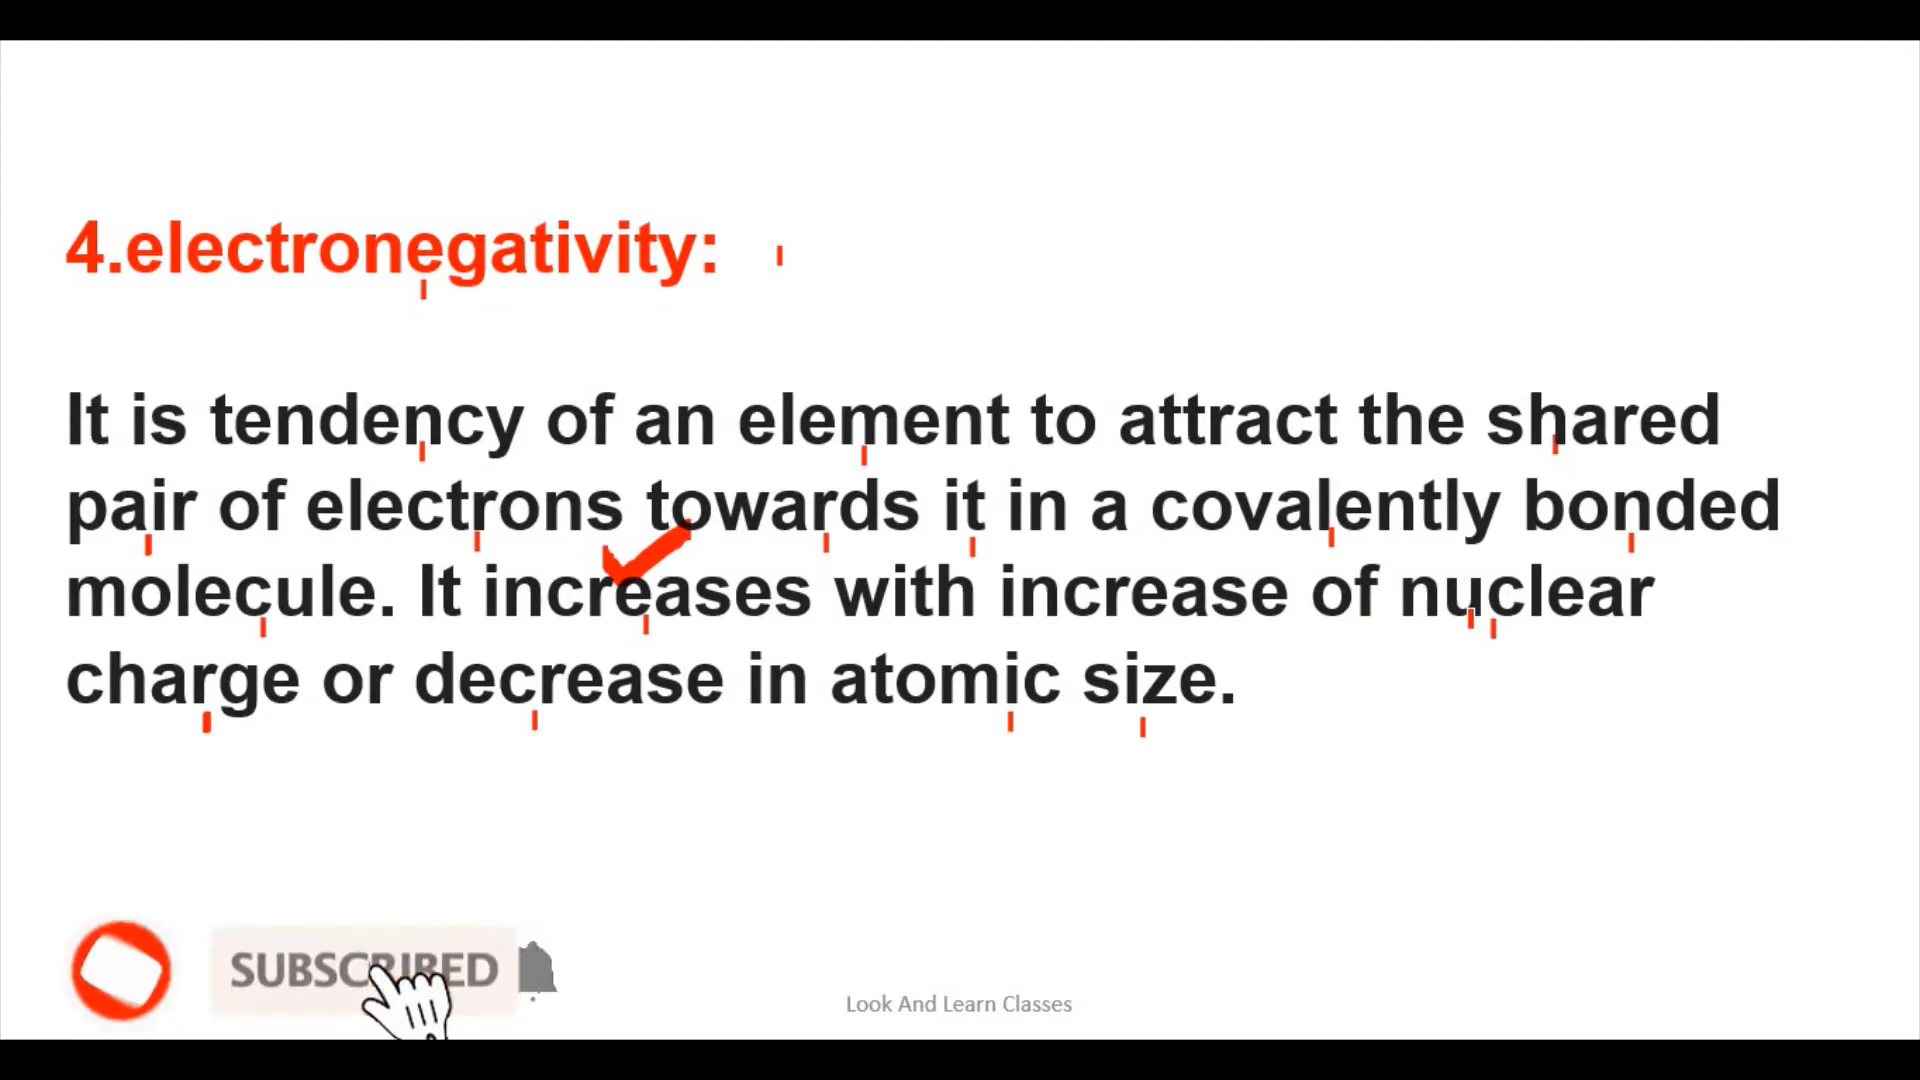 4.electronegativity:
It is tendency of an element to attract the shared
pair of electrons towards it in a covalently bonded
molecule. It increases with increase of nuclear
charge or decrease in atomic size.
SUBSCRIBED
Look And Learn Classes